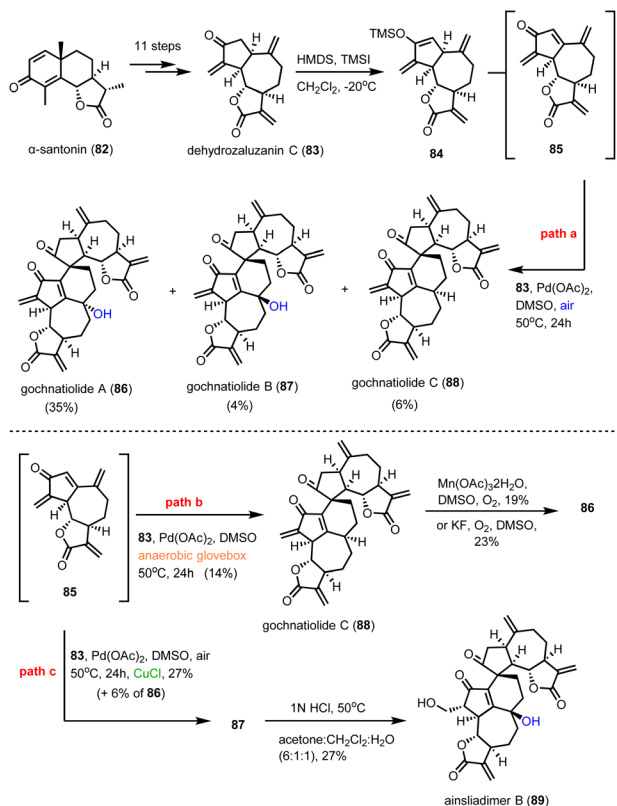 11 steps
α-santonin (82)
dehydrozaluzanin C (83)
HMDS, TMSI
CH2Cl2, -20°C
TMSO
84
85
path a
83, Pd(OAc)2,
DMSO, air
50°C, 24h
gochnatiolide A (86)
(35%)
+
gochnatiolide B (87)
(4%)
+
gochnatiolide C (88)
(6%)
85
path b
83, Pd(OAc)2, DMSO
anaerobic glovebox
50°C, 24h (14%)
gochnatiolide C (88)
Mn(OAc)32H2O,
DMSO, O2, 19%
or KF, O2, DMSO,
23%
86
path c
83, Pd(OAc)2, DMSO, air
50°C, 24h, CuCl, 27%
(+ 6% of 86)
87
1N HCl, 50°C
acetone:CH2Cl2:H2O
(6:1:1), 27%
ainsliadimer B (89)
O
O
O
H
H
O
H
O
O
H
H
H
O
O
H
H
O
O
O
H
O
O
O
H
H
H
O
O
O
H
OH
O
O
H
O
H
H
H
O
O
O
H
OH
O
O
H
O
H
H
H
O
O
O
H
H
O
O
H
O
H
O
O
H
O
H
H
H
O
O
O
H
H
O
O
H
O
H
H
H
O
O
O
HO
H
OH
O
O
H